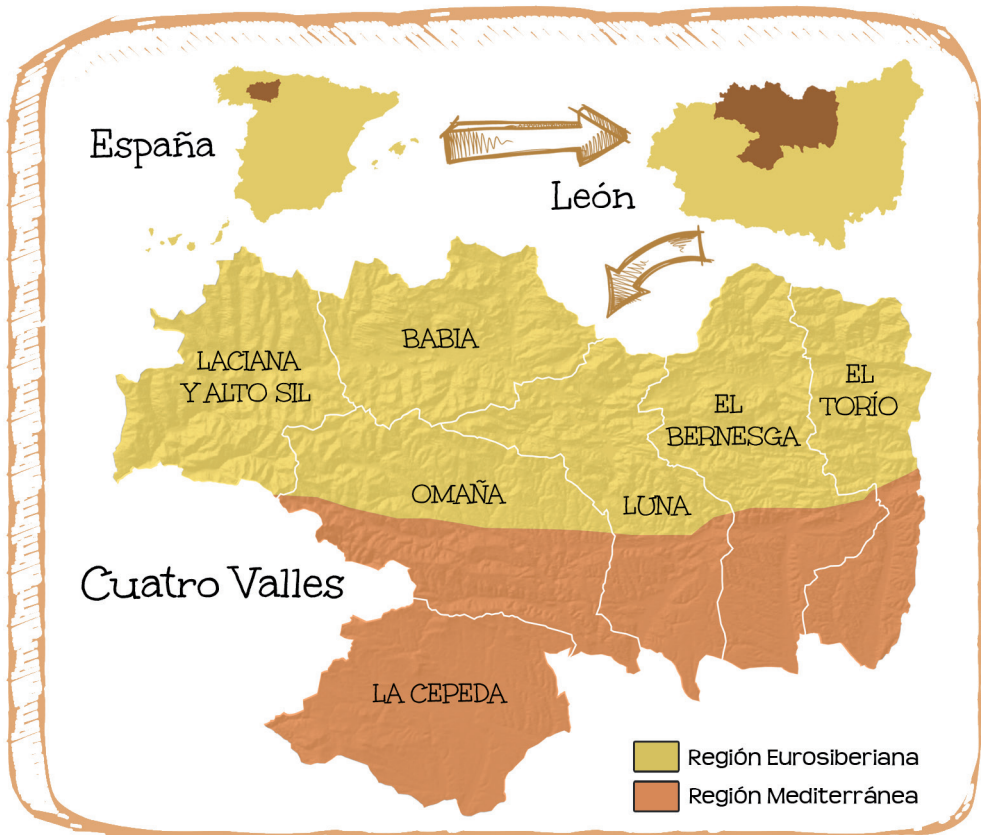 España
León
BABIA
LACIANA
Y ALTO SIL
EL
TORÍO
EL
BERNESGA
OMAÑA
LUNA
Cuatro Valles
LA CEPEDA
Región Eurosiberiana
Región Mediterránea